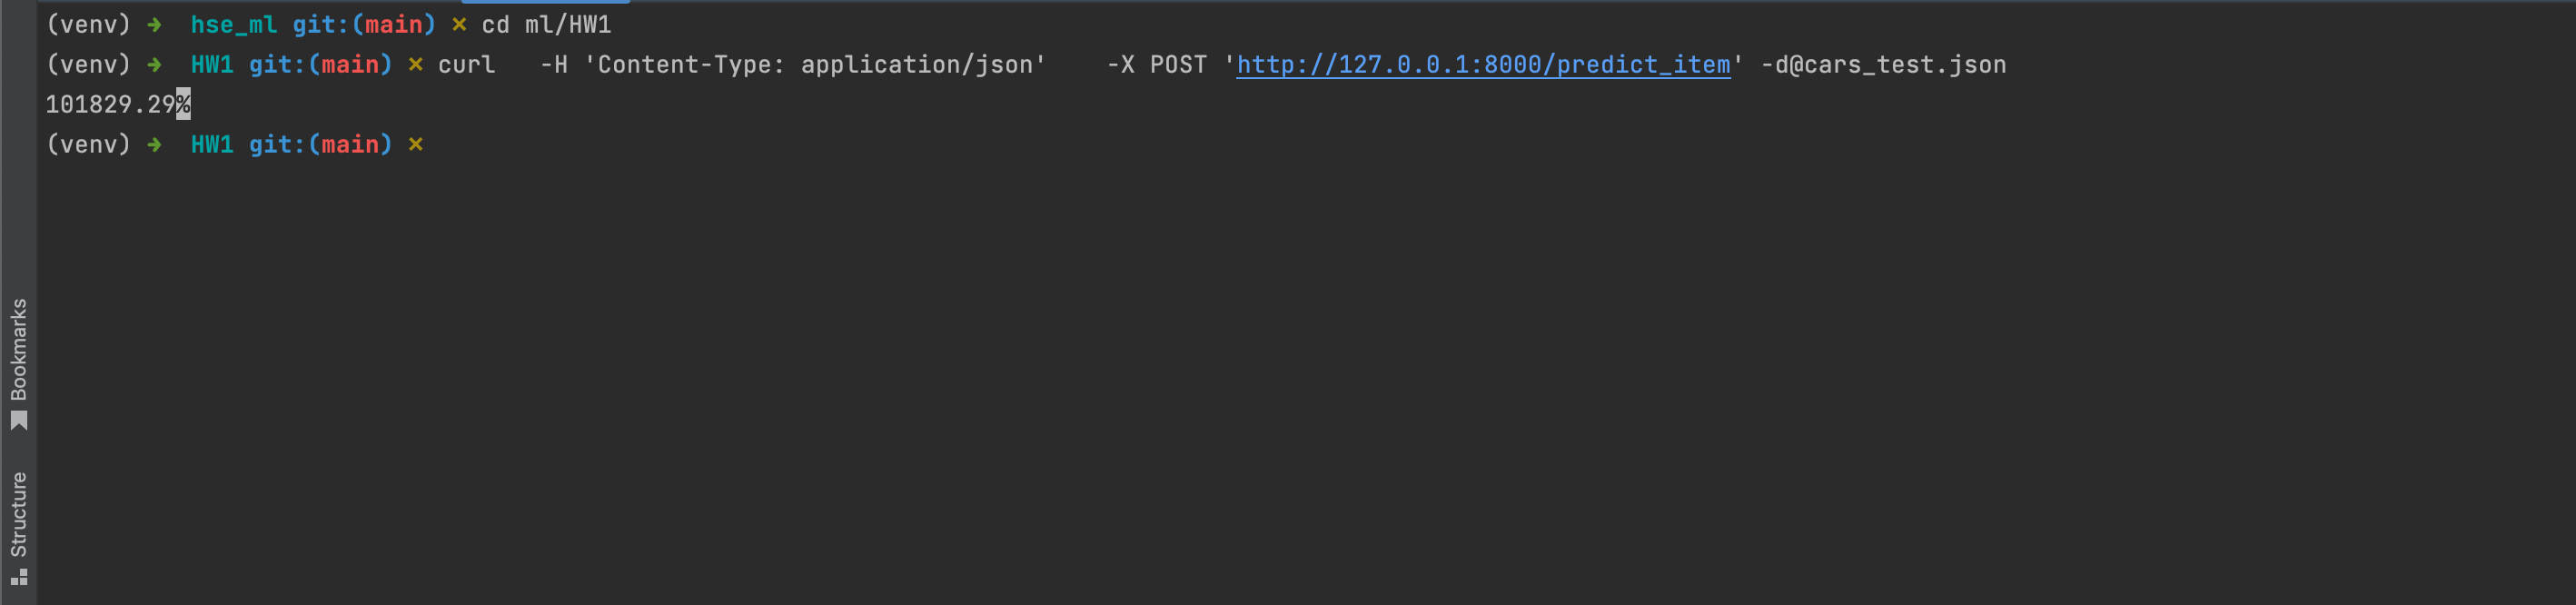 (venv) ➜  hse_ml git:(main) ✗ cd ml/HW1
(venv) ➜  HW1 git:(main) ✗ curl   -H 'Content-Type: application/json'    -X POST 'http://127.0.0.1:8000/predict_item' -d@cars_test.json
101829.29%
(venv) ➜  HW1 git:(main) ✗
Bookmarks
Structure